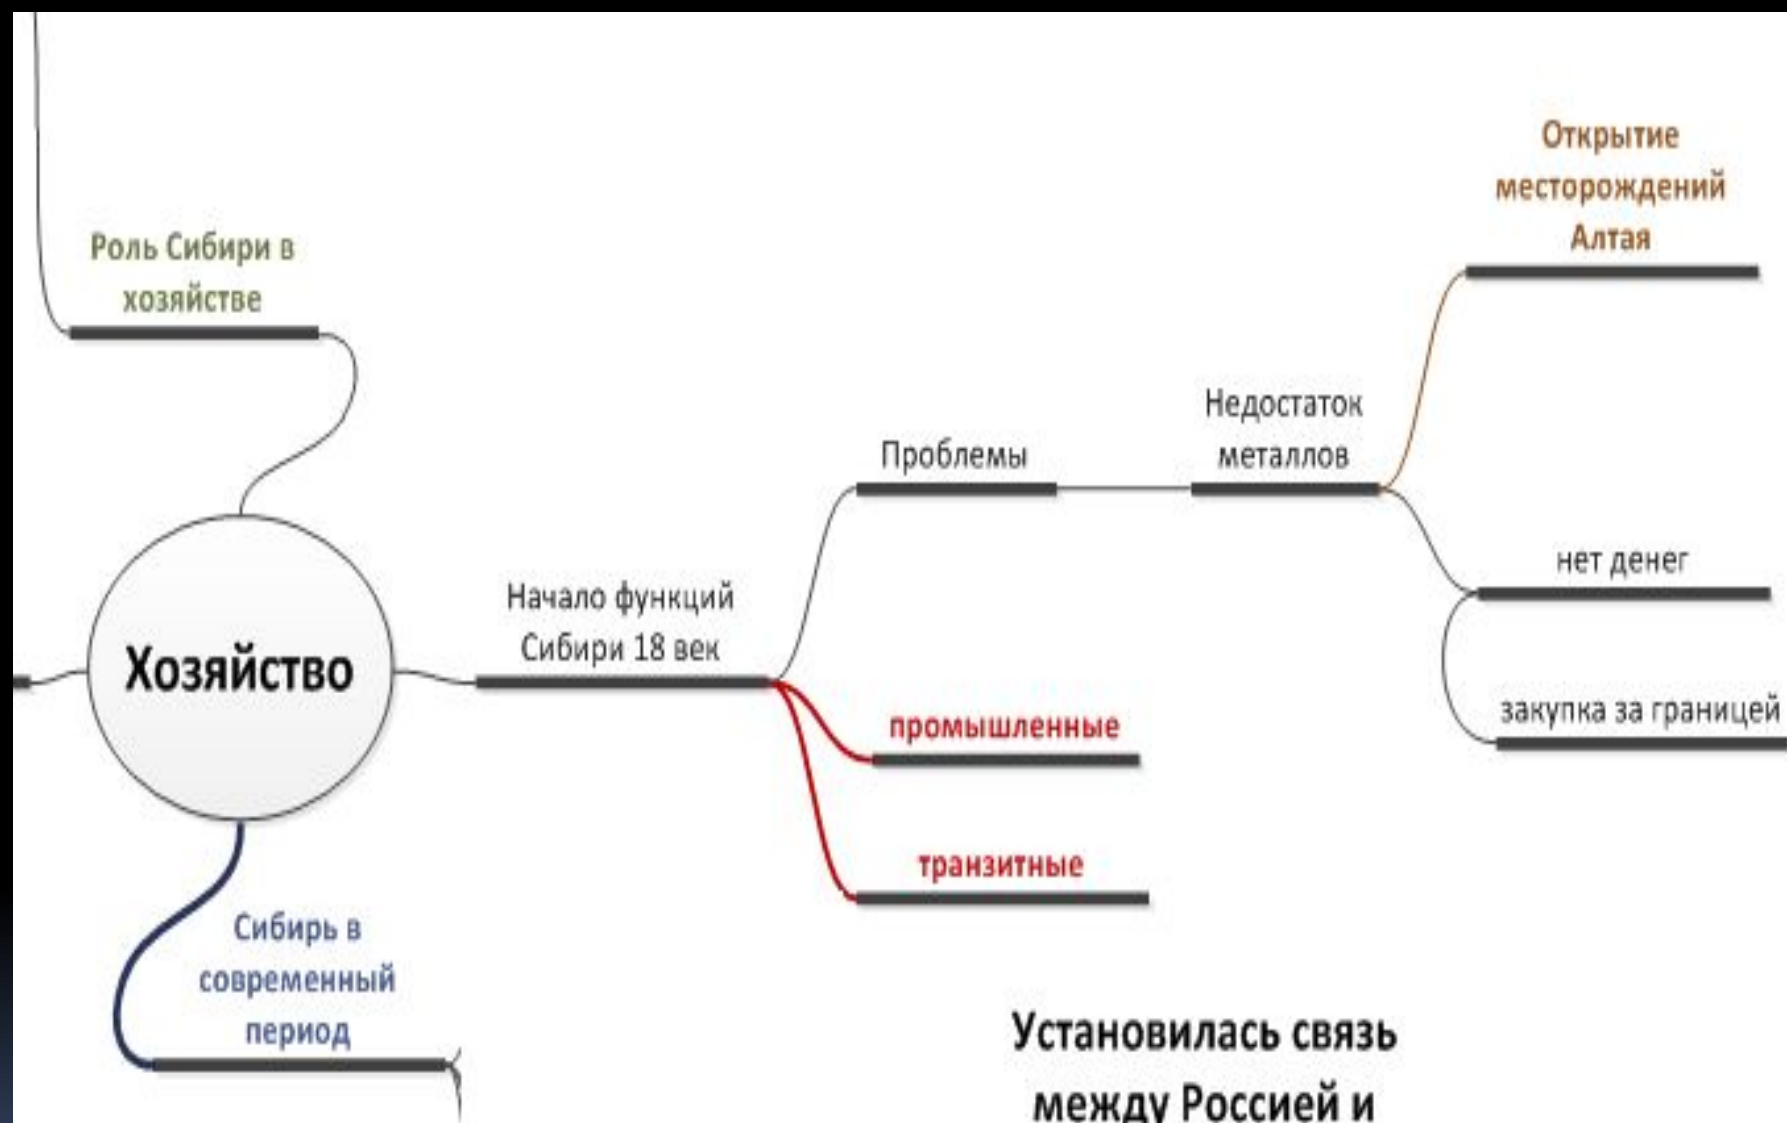 Роль Сибири в
хозяйстве
Хозяйство
Сибирь в
современный
период
Начало функций
Сибири 18 век
Проблемы
Недостаток
металлов
Открытие
месторождений
Алтая
нет денег
закупка за границей
промышленные
транзитные
Установилась связь
между Россией и